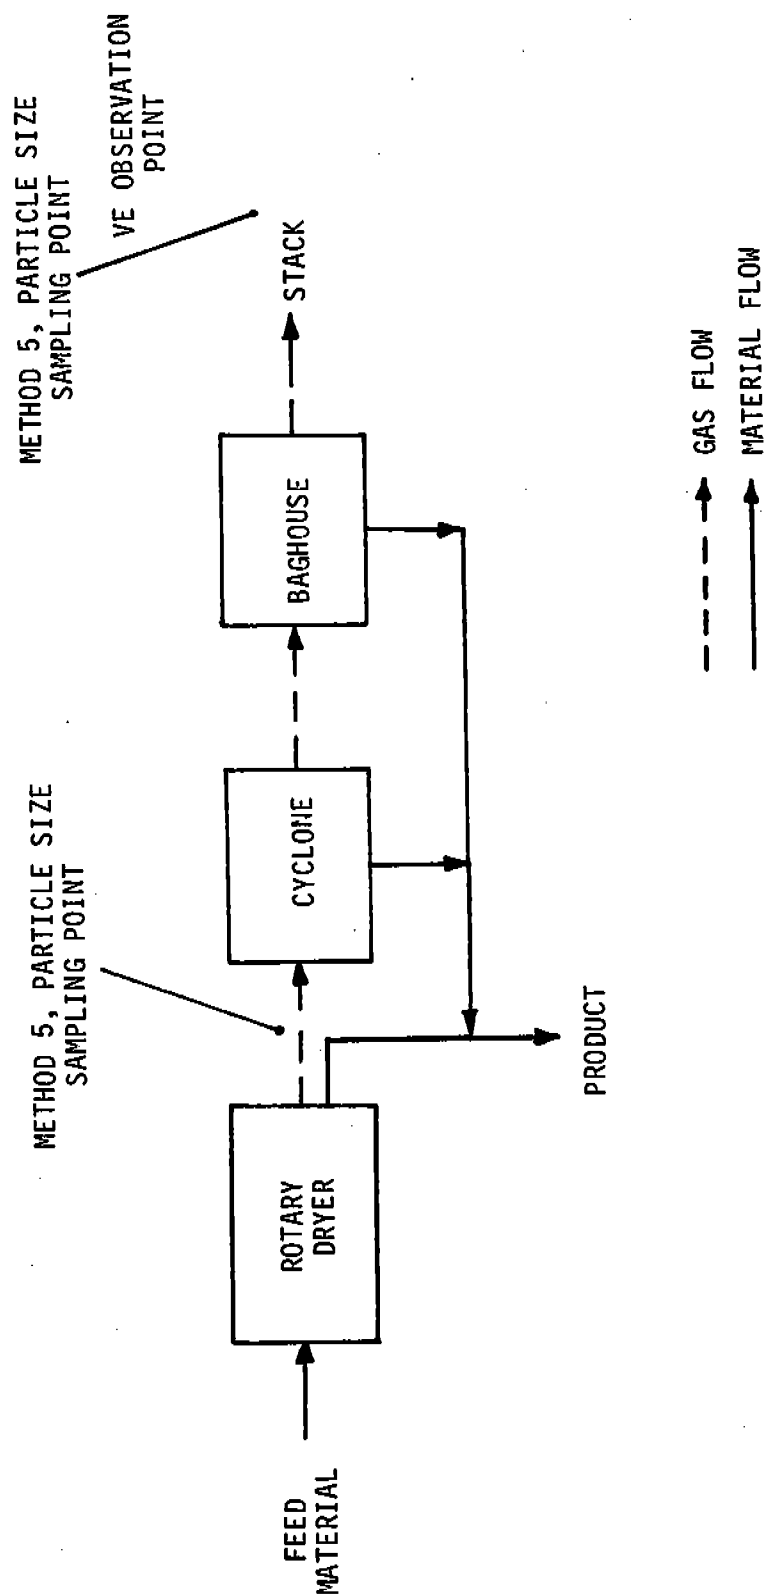 METHOD 5, PARTICLE SIZE
SAMPLING POINT
METHOD 5, PARTICLE SIZE
SAMPLING POINT
VE OBSERVATION
POINT
FEED
MATERIAL
ROTARY
DRYER
CYCLONE
BAGHOUSE
STACK
PRODUCT
GAS FLOW
MATERIAL FLOW